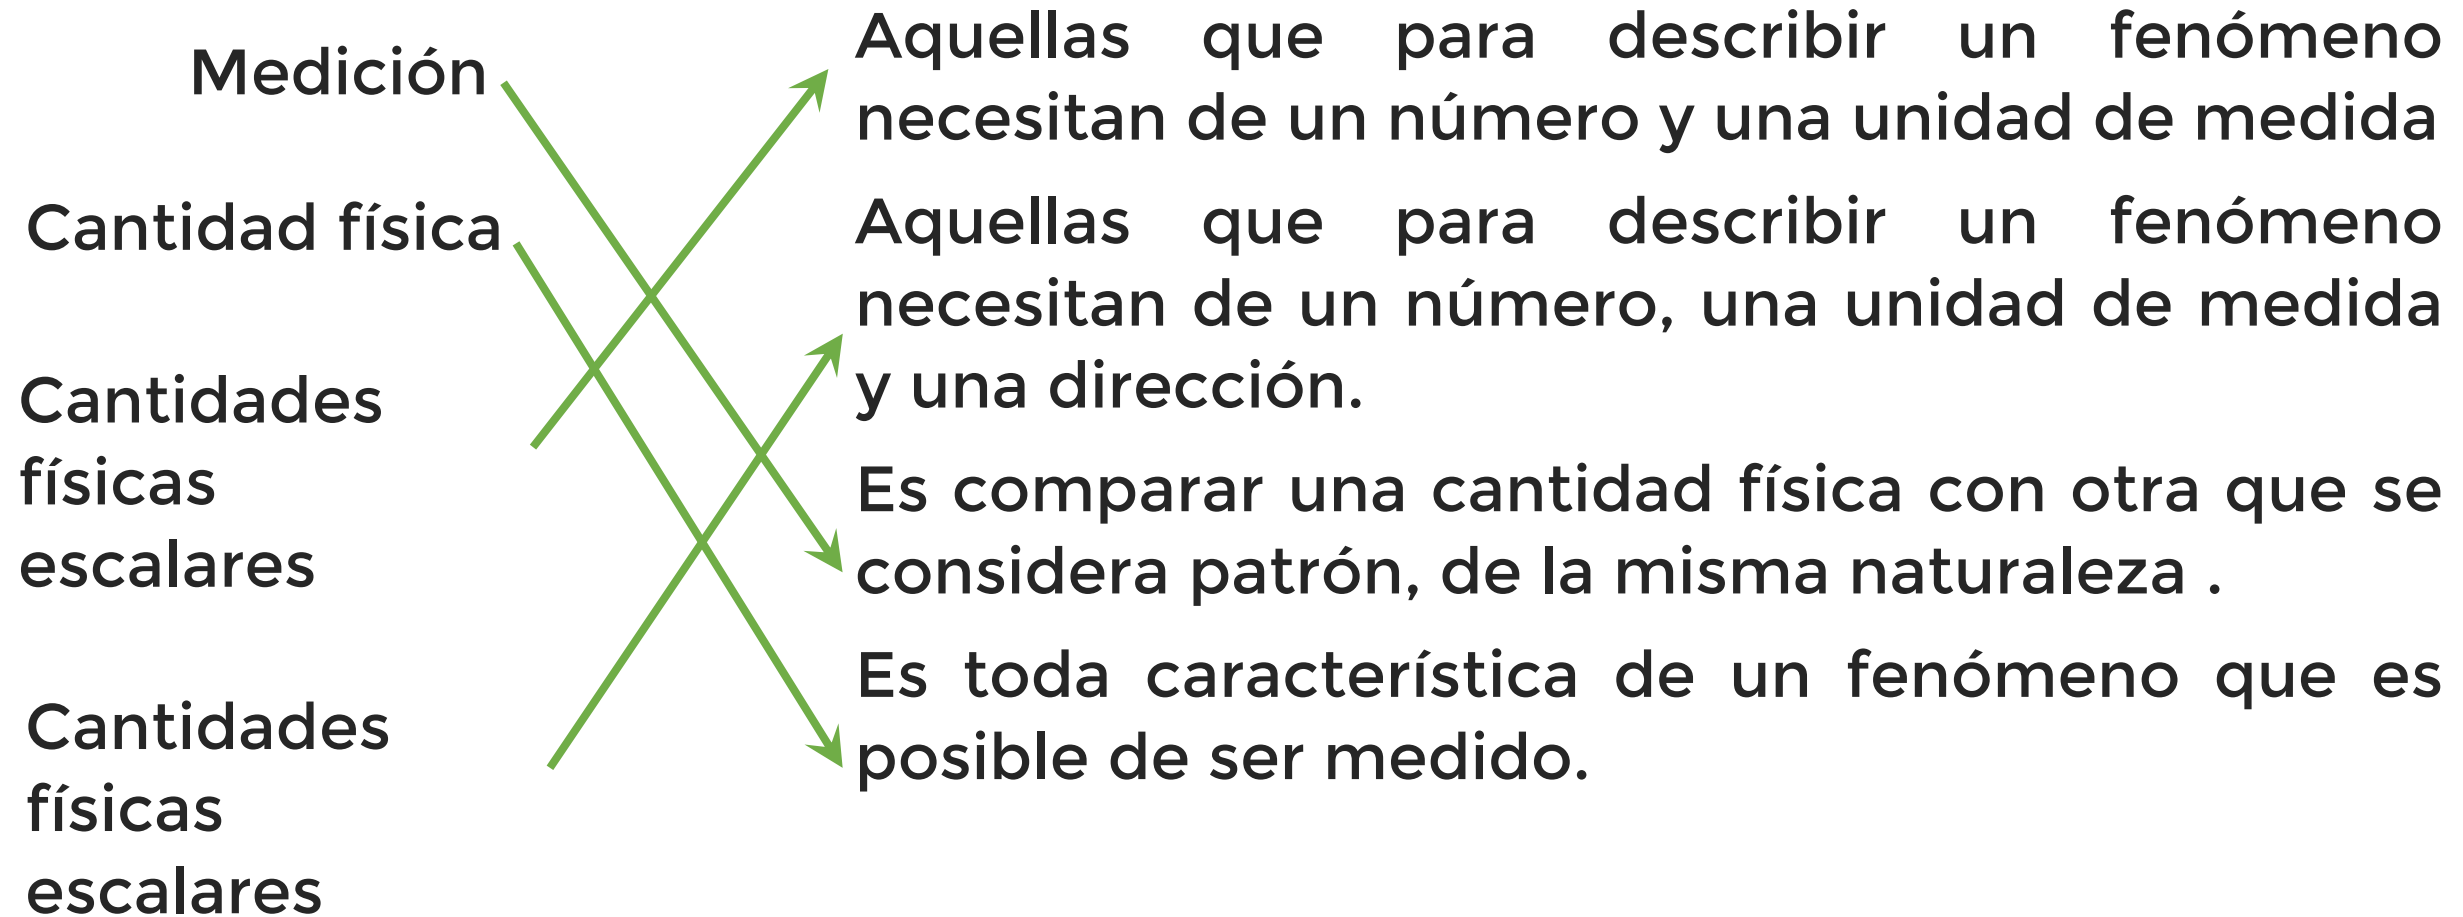 Medición
Cantidad física
Cantidades
físicas
escalares
Cantidades
físicas
escalares
Aquellas que para describir un fenómeno
necesitan de un número y una unidad de medida
Aquellas que para describir un fenómeno
necesitan de un número, una unidad de medida
y una dirección.
Es comparar una cantidad física con otra que se
considera patrón, de la misma naturaleza .
Es toda característica de un fenómeno que es
posible de ser medido.